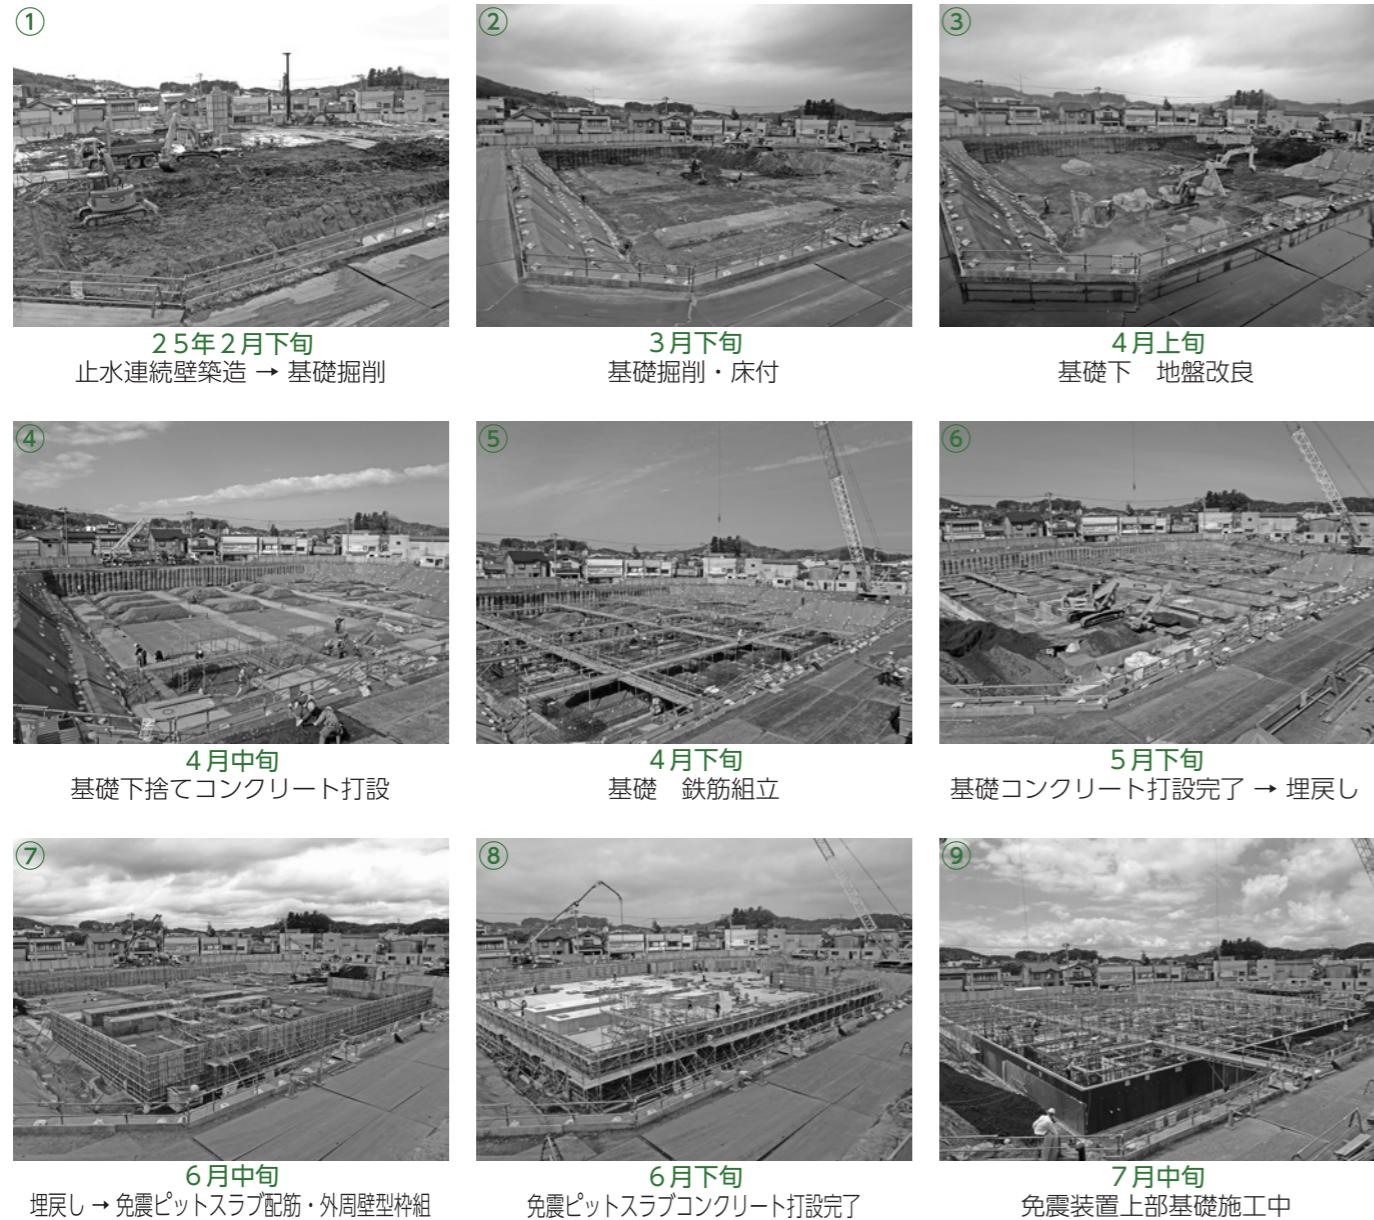 ①
②
③
25年2月下旬
止水連続壁築造 → 基礎掘削
3月下旬
基礎掘削・床付
4月上旬
基礎下　地盤改良
④
⑤
⑥
4月中旬
基礎下捨てコンクリート打設
4月下旬
基礎　鉄筋組立
5月下旬
基礎コンクリート打設完了 → 埋戻し
⑦
⑧
⑨
6月中旬
埋戻し → 免震ピットスラブ配筋・外周壁型枠組
6月下旬
免震ピットスラブコンクリート打設完了
7月中旬
免震装置上部基礎施工中